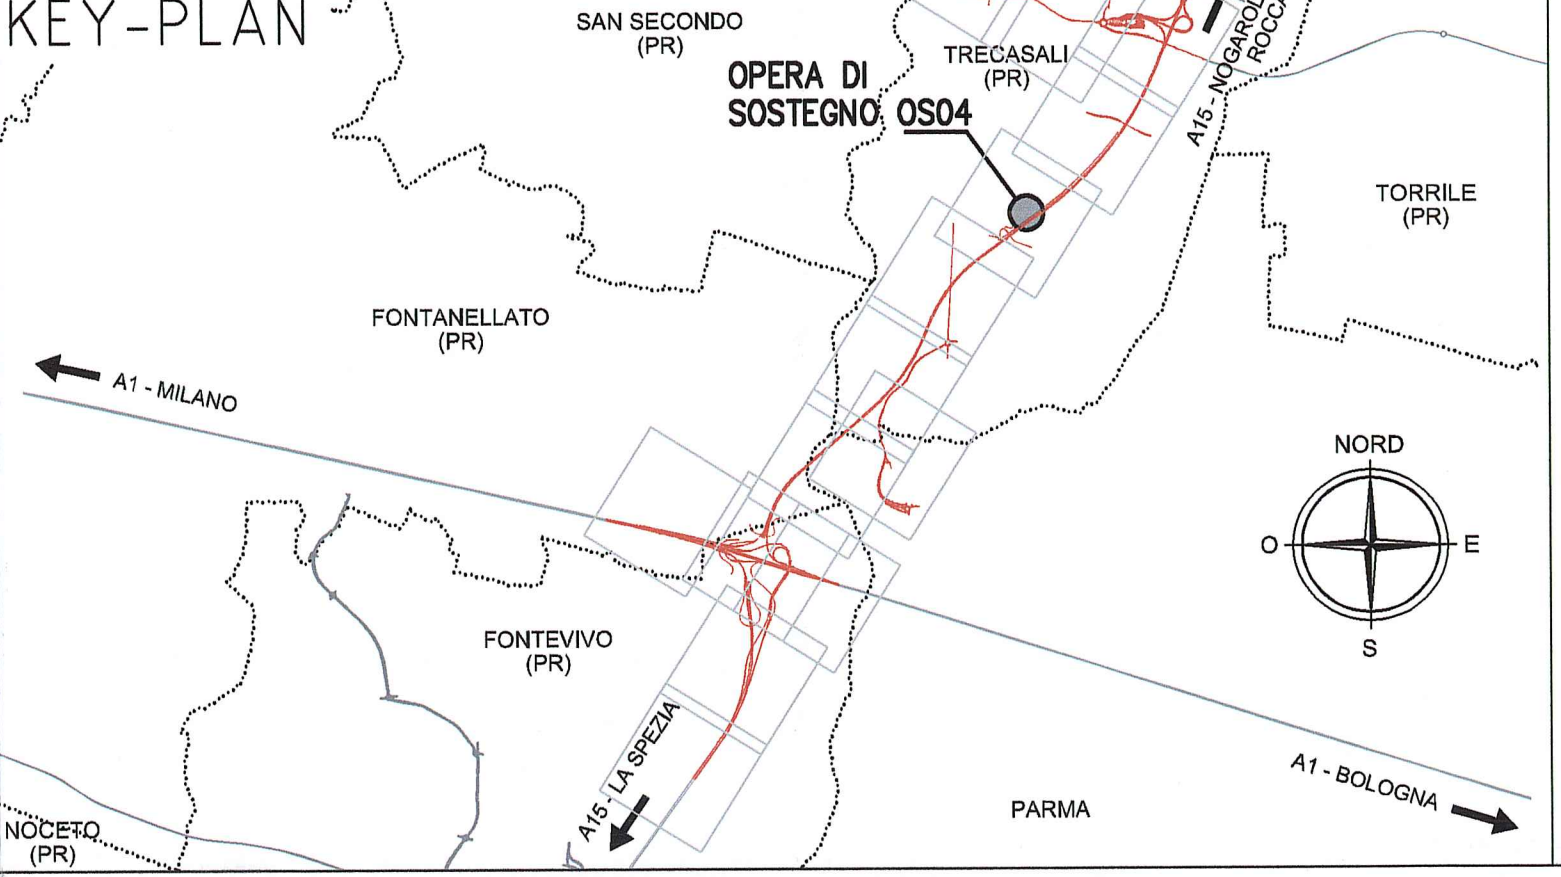 KEY-PLAN
SAN SECONDO
(PR)
TRECASALI
(PR)
OPERA DI
SOSTEGNO OS04
A15 - NOGAROL
ROCCA
TORRILE
(PR)
FONTANELLATO
(PR)
A1 - MILANO
NORD
O
E
S
FONTEVIVO
(PR)
A15 - LA SPEZIA
A1 - BOLOGNA
PARMA
NOCETO
(PR)